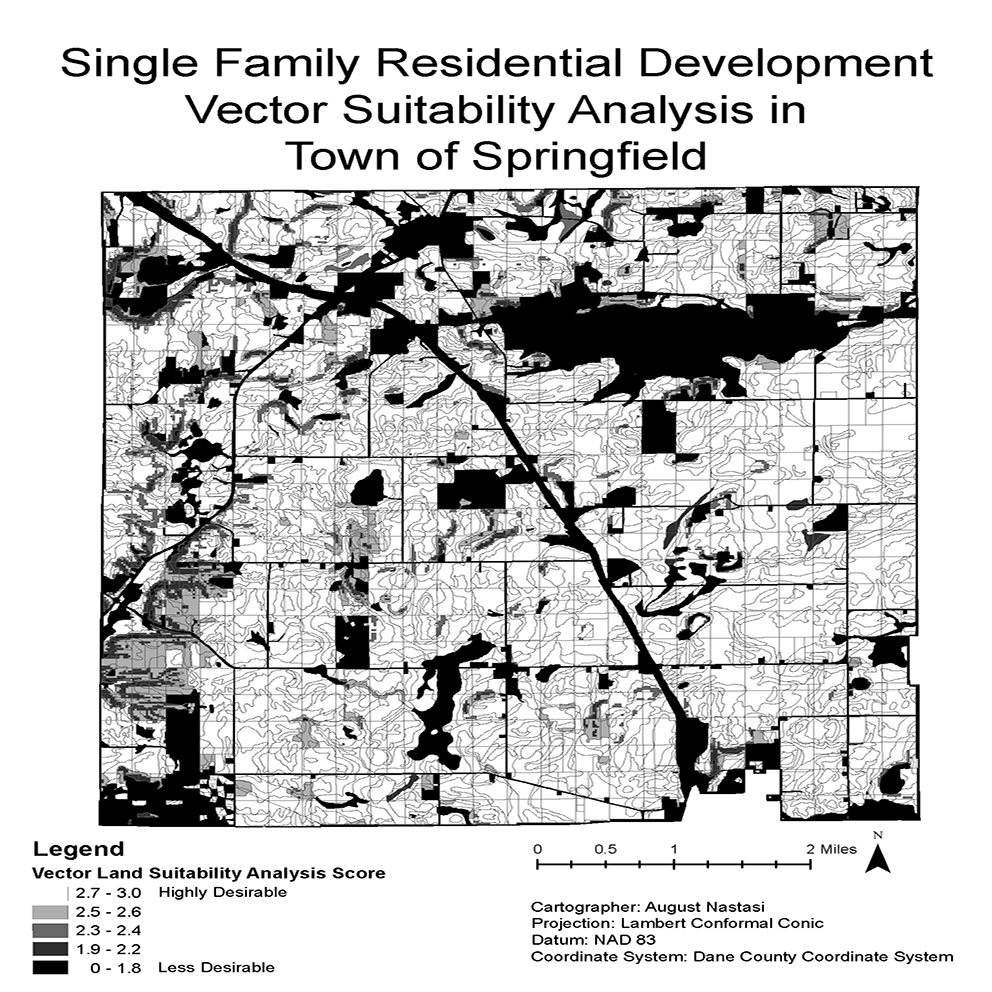 Single Family Residential Development
Vector Suitability Analysis in
Town of Springfield
Legend
Vector Land Suitability Analysis Score
2.7 - 3.0 Highly Desirable
2.5 - 2.6
2.3 - 2.4
1.9 - 2.2
0 - 1.8 Less Desirable
0 0.5 1 2 Miles
N
Cartographer: August Nastasi
Projection: Lambert Conformal Conic
Datum: NAD 83
Coordinate System: Dane County Coordinate System